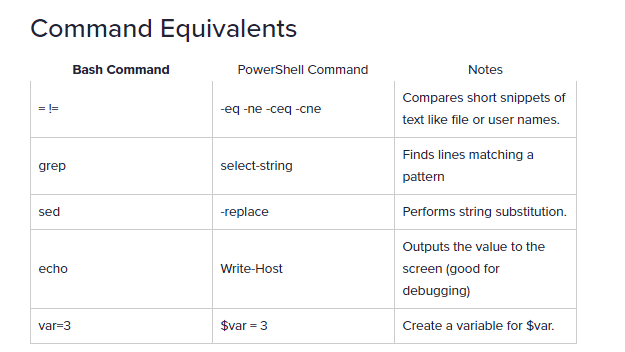 Command Equivalents
Bash Command PowerShell Command Notes
= != -eq -ne -ceq -cne Compares short snippets of
text like file or user names.
grep select-string Finds lines matching a
pattern
sed -replace Performs string substitution.
echo Write-Host Outputs the value to the
screen (good for
debugging)
var=3 $var = 3 Create a variable for $var.